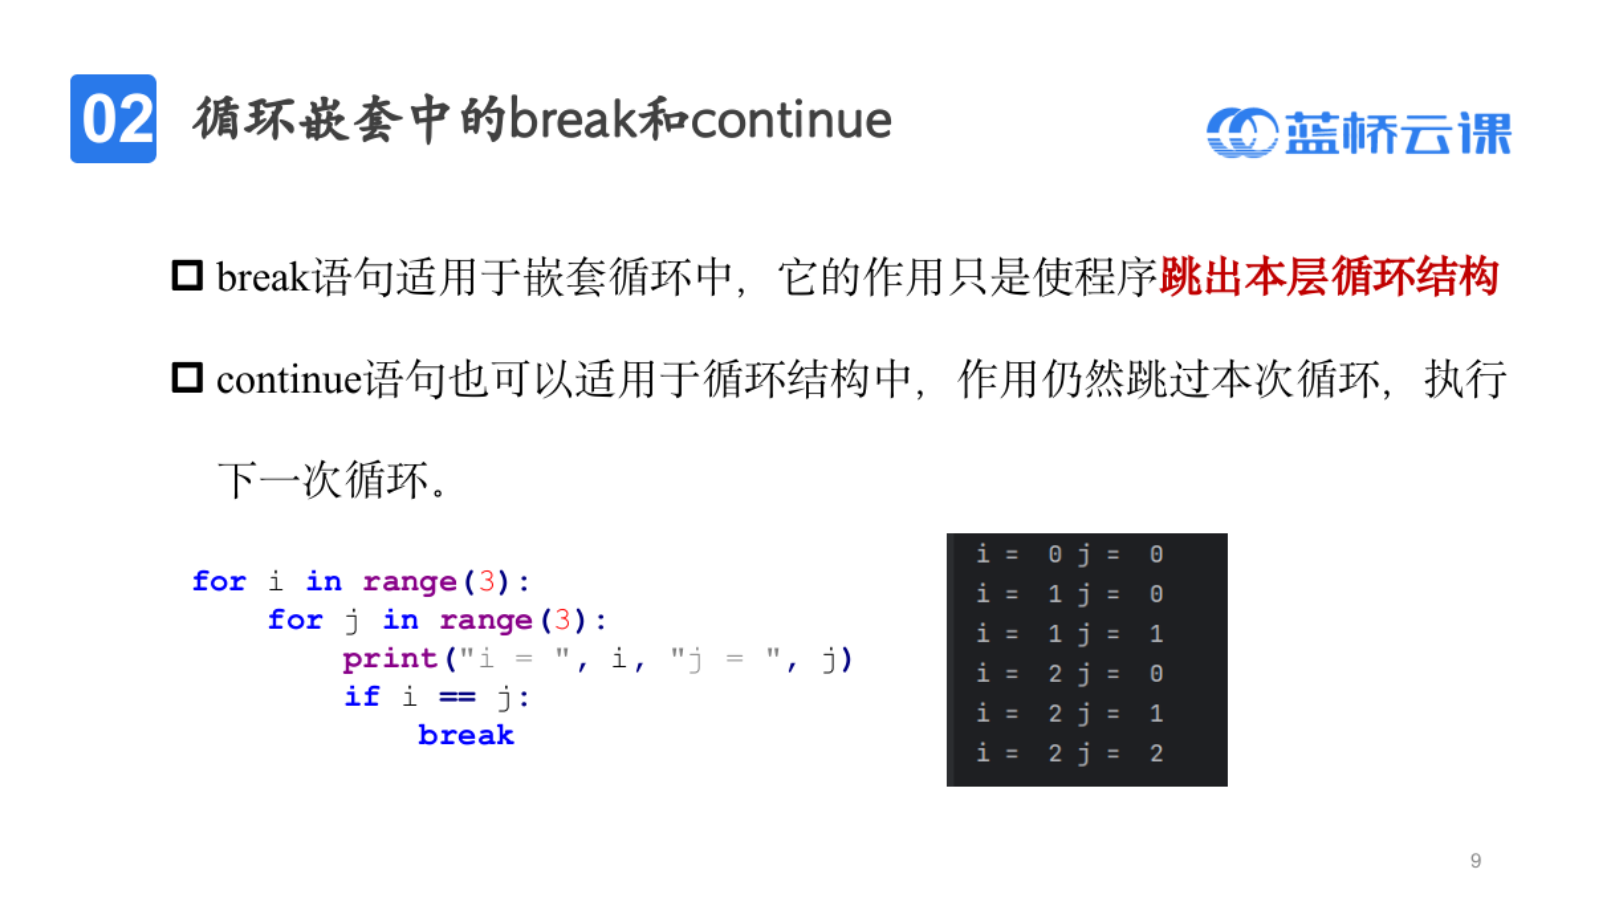 02 循环嵌套中的break和continue
蓝桥云课
break语句适用于嵌套循环中，它的作用只是使程序跳出本层循环结构
continue语句也可以适用于循环结构中，作用仍然跳过本次循环，执行
下一次循环。
for i in range(3):
    for j in range(3):
        print("i = ", i, "j = ", j)
        if i == j:
            break
i =  0 j =  0
i =  1 j =  0
i =  1 j =  1
i =  2 j =  0
i =  2 j =  1
i =  2 j =  2
9